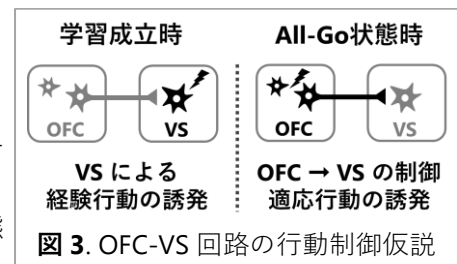 学習成立時
All-Go状態時
OFC
VS
OFC
VS
VS による
経験行動の誘発
OFC → VS の制御
適応行動の誘発
図 3. OFC-VS 回路の行動制御仮説